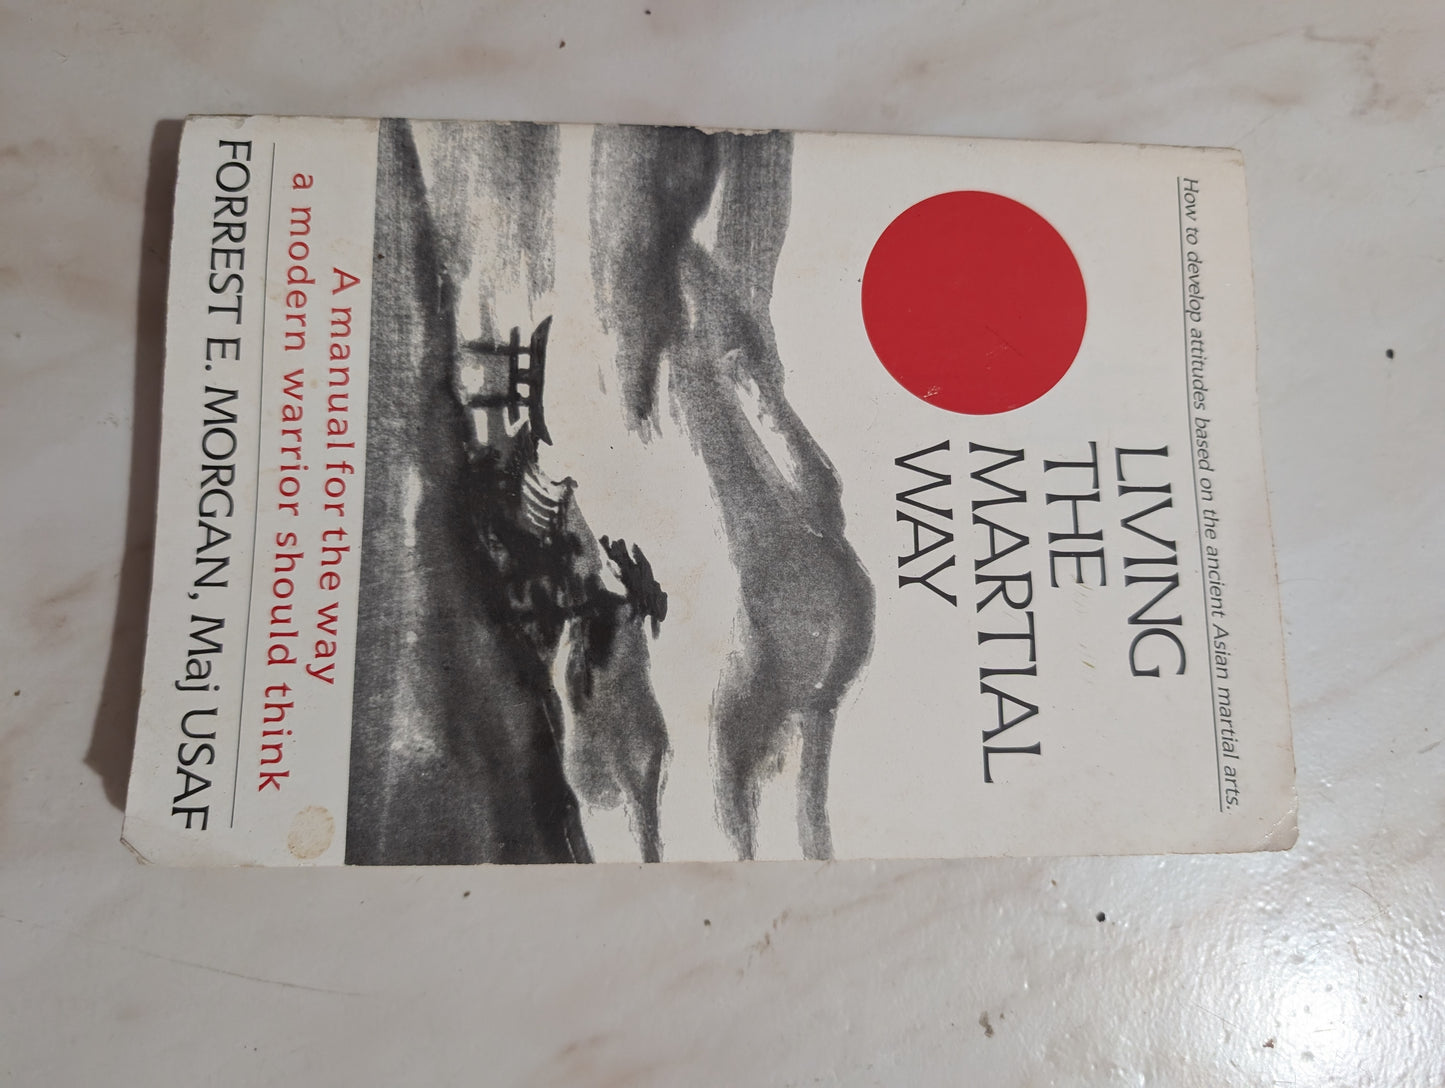 How to develop attitudes based on the ancient Asian martial arts.
LIVING
THE
MARTIAL
WAY
A manual for the way
a modern warrior should think
FORREST E. MORGAN, Maj USAF